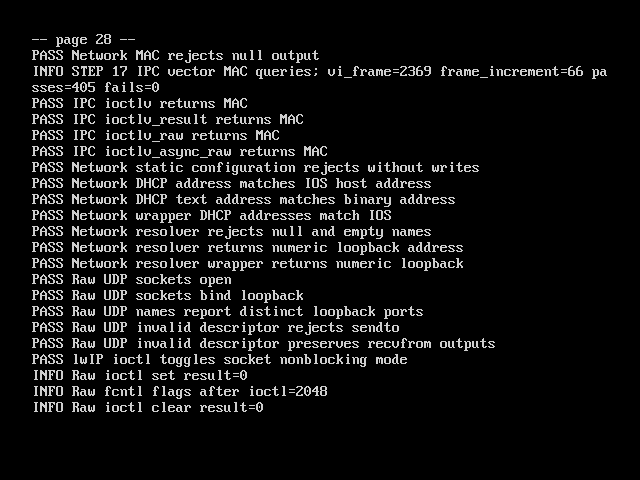 -- page 28 --
PASS Network MAC rejects null output
INFO STEP 17 IPC vector MAC queries; vi_frame=2369 frame_increment=66 pa
sses=405 fails=0
PASS IPC ioctlv returns MAC
PASS IPC ioctlv_result returns MAC
PASS IPC ioctlv_raw returns MAC
PASS IPC ioctlv_async_raw returns MAC
PASS Network static configuration rejects without writes
PASS Network DHCP address matches IOS host address
PASS Network DHCP text address matches binary address
PASS Network wrapper DHCP addresses match IOS
PASS Network resolver rejects null and empty names
PASS Network resolver returns numeric loopback address
PASS Network resolver wrapper returns numeric loopback
PASS Raw UDP sockets open
PASS Raw UDP sockets bind loopback
PASS Raw UDP names report distinct loopback ports
PASS Raw UDP invalid descriptor rejects sendto
PASS Raw UDP invalid descriptor preserves recvfrom outputs
PASS lwIP ioctl toggles socket nonblocking mode
INFO Raw ioctl set result=0
INFO Raw fcntl flags after ioctl=2048
INFO Raw ioctl clear result=0